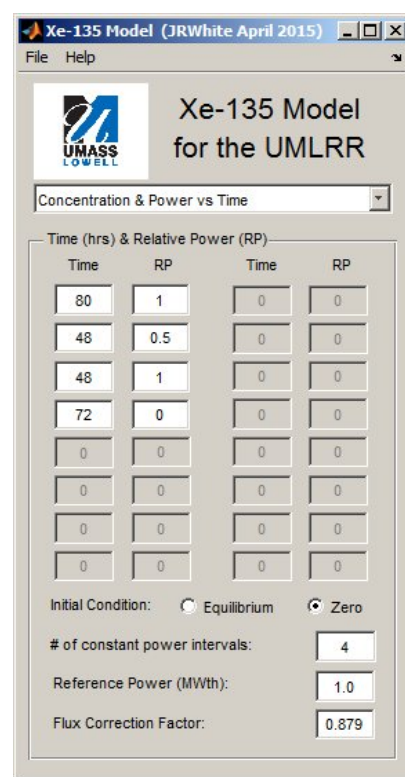 Xe-135 Model (JRWhite April 2015)
File Help
UMASS
LOWELL
Xe-135 Model
for the UMLRR
Concentration & Power vs Time
Time (hrs) & Relative Power (RP)
Time RP Time RP
80 1 0 0
48 0.5 0 0
48 1 0 0
72 0 0 0
0 0 0 0
0 0 0 0
0 0 0 0
0 0 0 0
Initial Condition: Equilibrium Zero
# of constant power intervals: 4
Reference Power (MWth): 1.0
Flux Correction Factor: 0.879